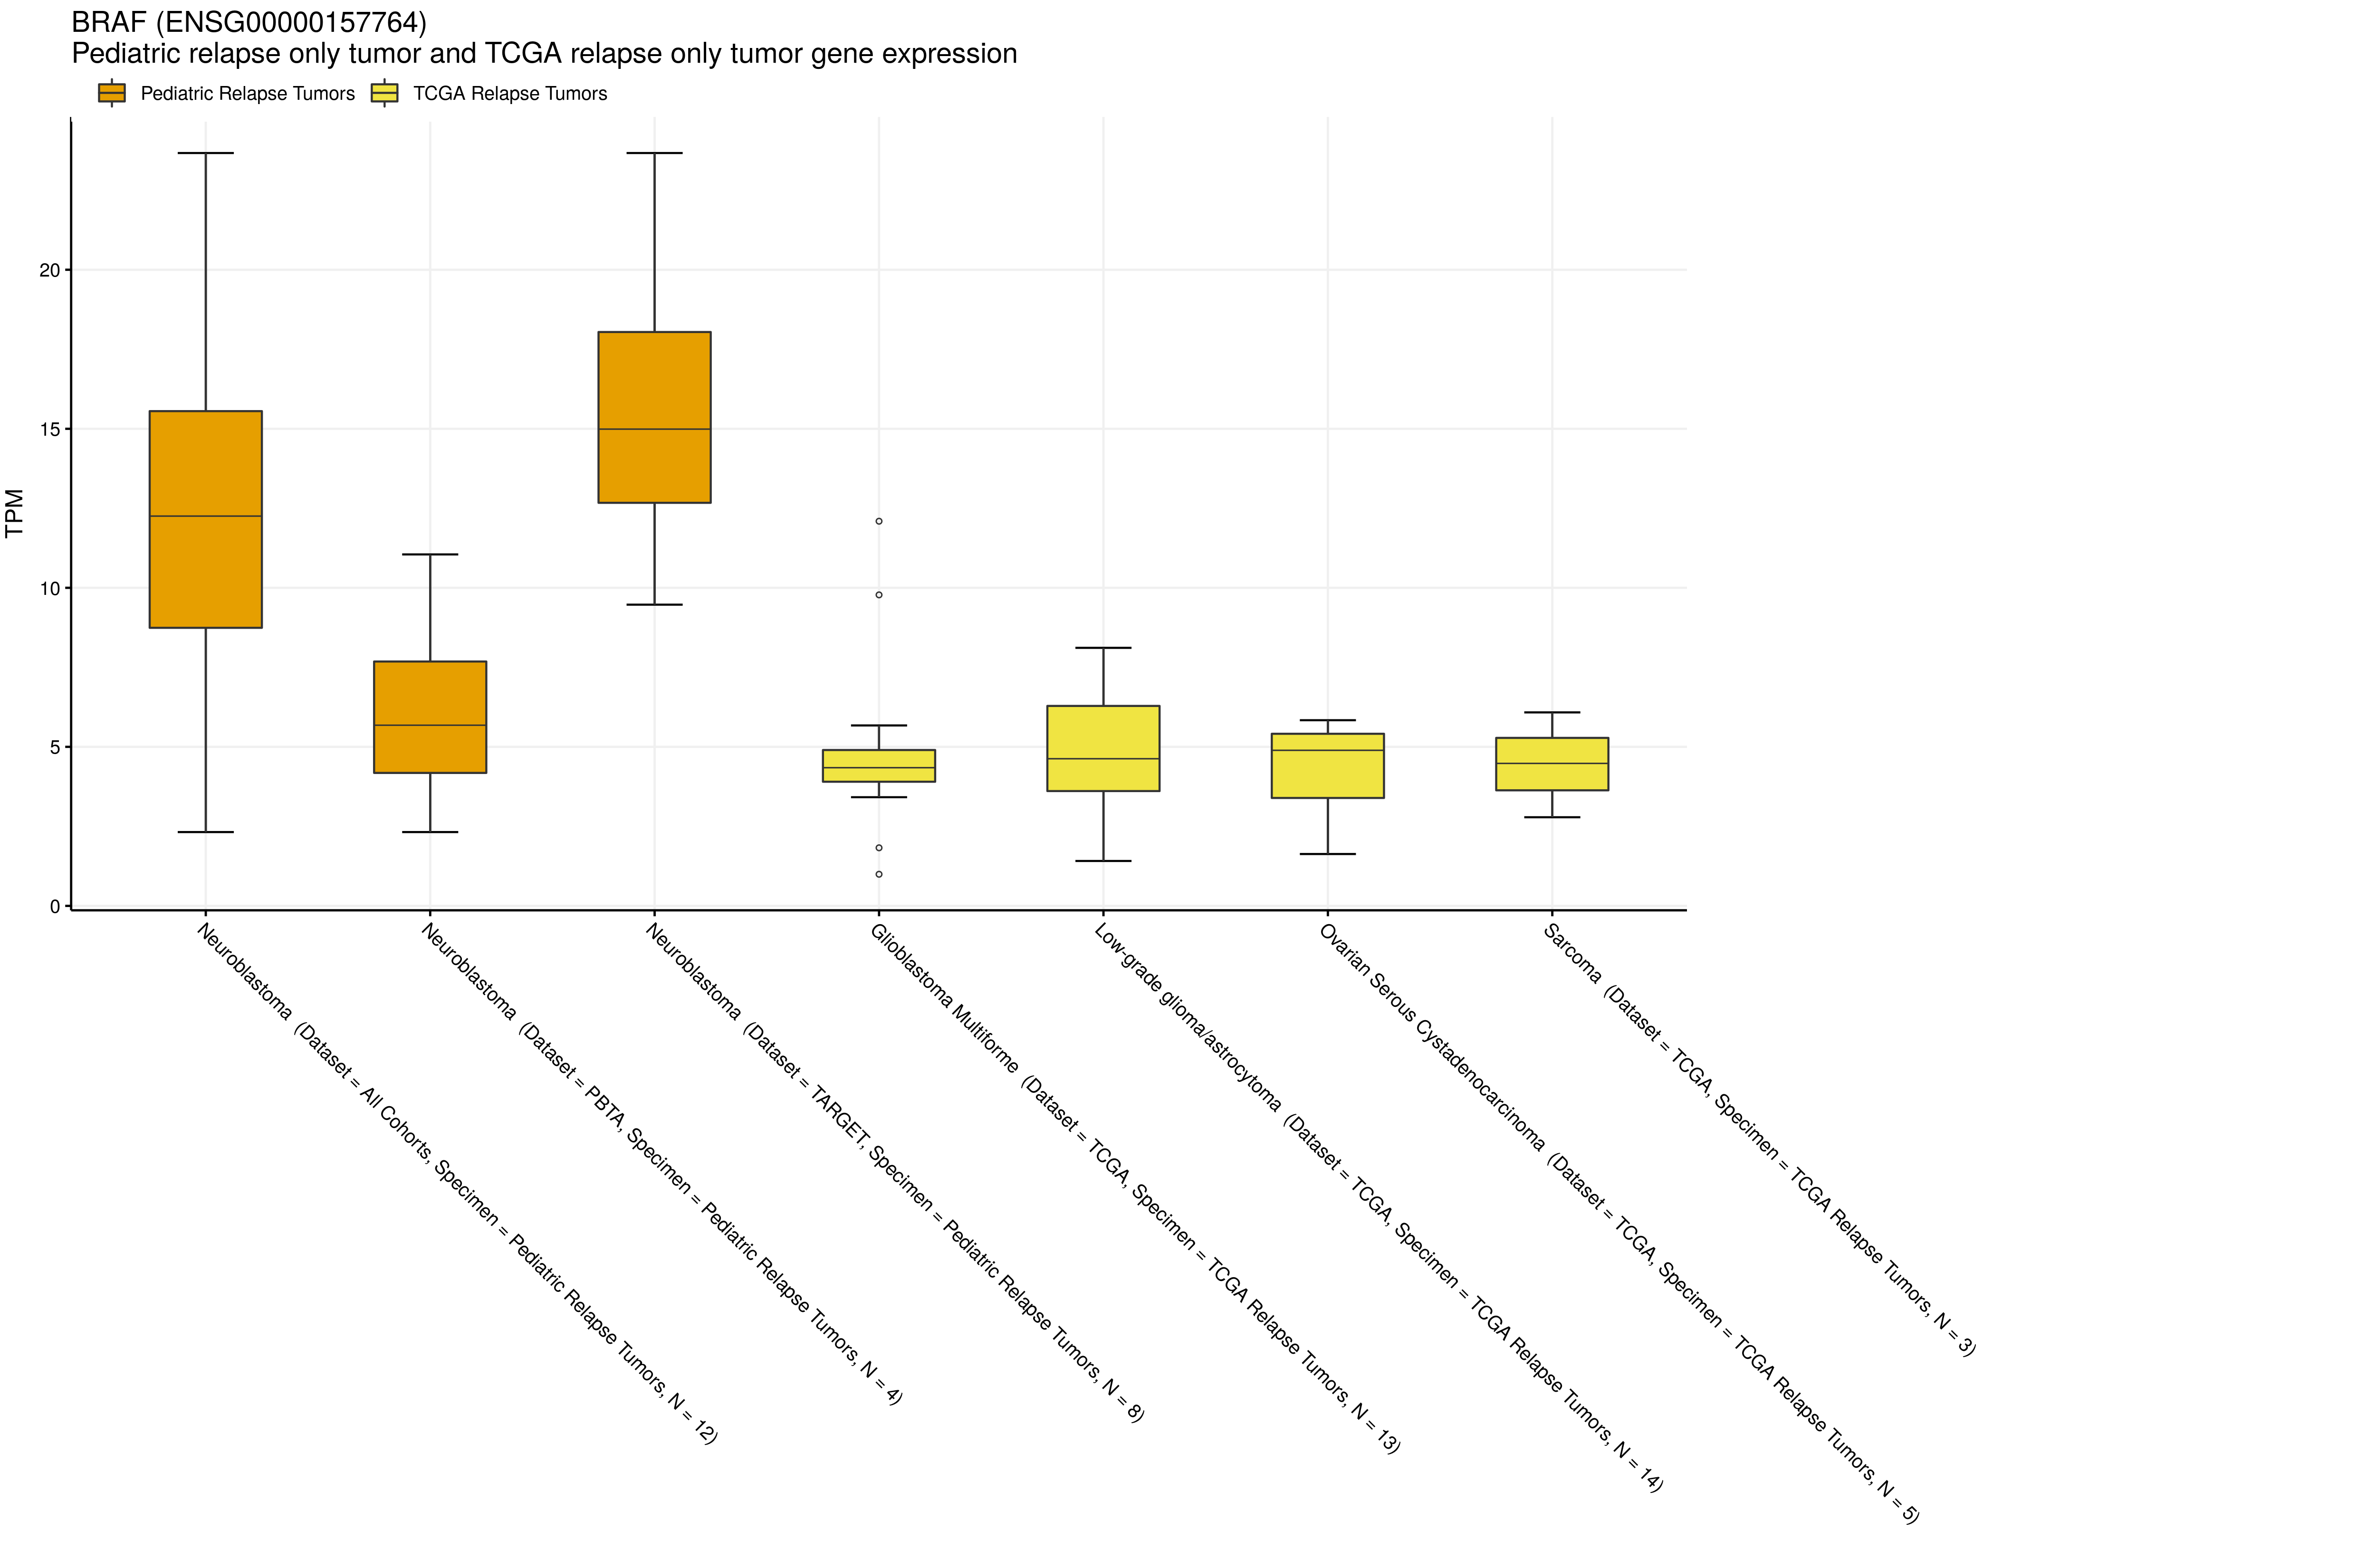 BRAF (ENSG00000157764)
Pediatric relapse only tumor and TCGA relapse only tumor gene expression
Pediatric Relapse Tumors
TCGA Relapse Tumors
TPM
20
15
10
5
0
Neuroblastoma (Dataset = All Cohorts, Specimen = Pediatric Relapse Tumors, N = 12)
Neuroblastoma (Dataset = PBTA, Specimen = Pediatric Relapse Tumors, N = 4)
Neuroblastoma (Dataset = TARGET, Specimen = Pediatric Relapse Tumors, N = 8)
Glioblastoma Multiforme (Dataset = TCGA, Specimen = TCGA Relapse Tumors, N = 13)
Low-grade glioma/astrocytoma (Dataset = TCGA, Specimen = TCGA Relapse Tumors, N = 14)
Ovarian Serous Cystadenocarcinoma (Dataset = TCGA, Specimen = TCGA Relapse Tumors, N = 5)
Sarcoma (Dataset = TCGA, Specimen = TCGA Relapse Tumors, N = 3)